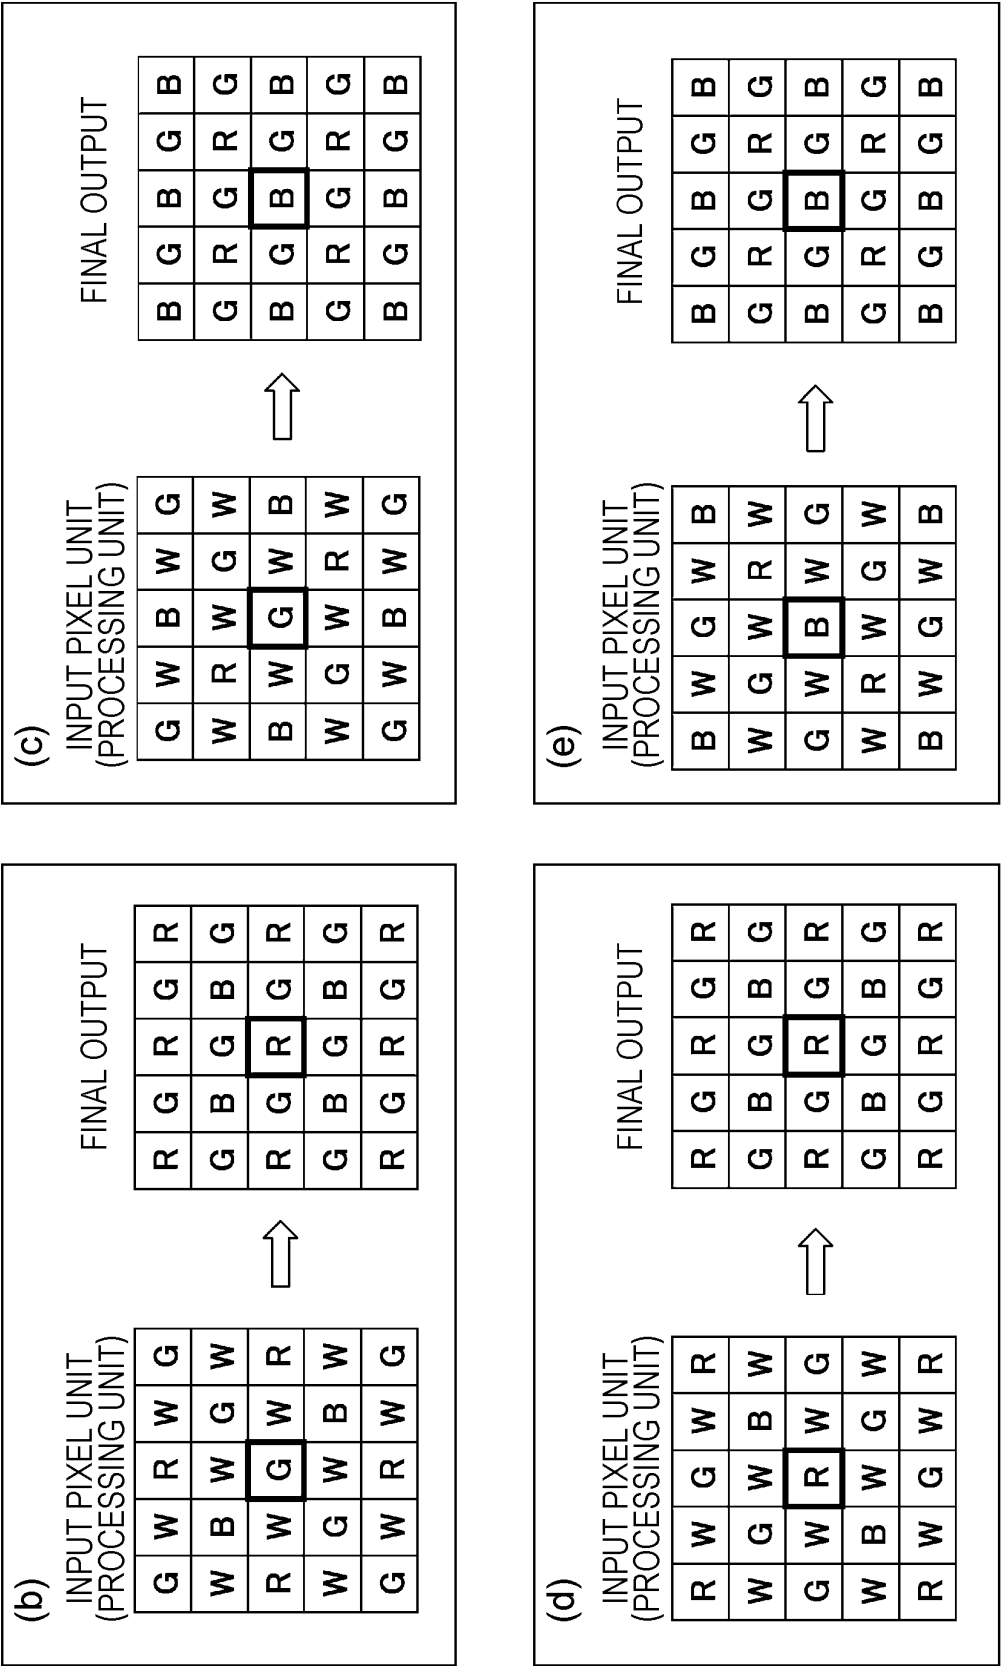 (b)
INPUT PIXEL UNIT
(PROCESSING UNIT)
G W R W G
W B W G W
R W G W R
W G W B W
G W R W G
FINAL OUTPUT
R G R G R
G B G B G
R G R G R
G B G B G
R G R G R
(c)
INPUT PIXEL UNIT
(PROCESSING UNIT)
G W B W G
W R W G W
B W G W B
W G W R W
G W B W G
FINAL OUTPUT
B G B G B
G R G R G
B G B G B
G R G R G
B G B G B
(d)
INPUT PIXEL UNIT
(PROCESSING UNIT)
R W G W R
W G W B W
G W R W G
W B W G W
R W G W R
FINAL OUTPUT
R G R G R
G B G B G
R G R G R
G B G B G
R G R G R
(e)
INPUT PIXEL UNIT
(PROCESSING UNIT)
B W G W B
W G W R W
G W B W G
W R W G W
B W G W B
FINAL OUTPUT
B G B G B
G R G R G
B G B G B
G R G R G
B G B G B